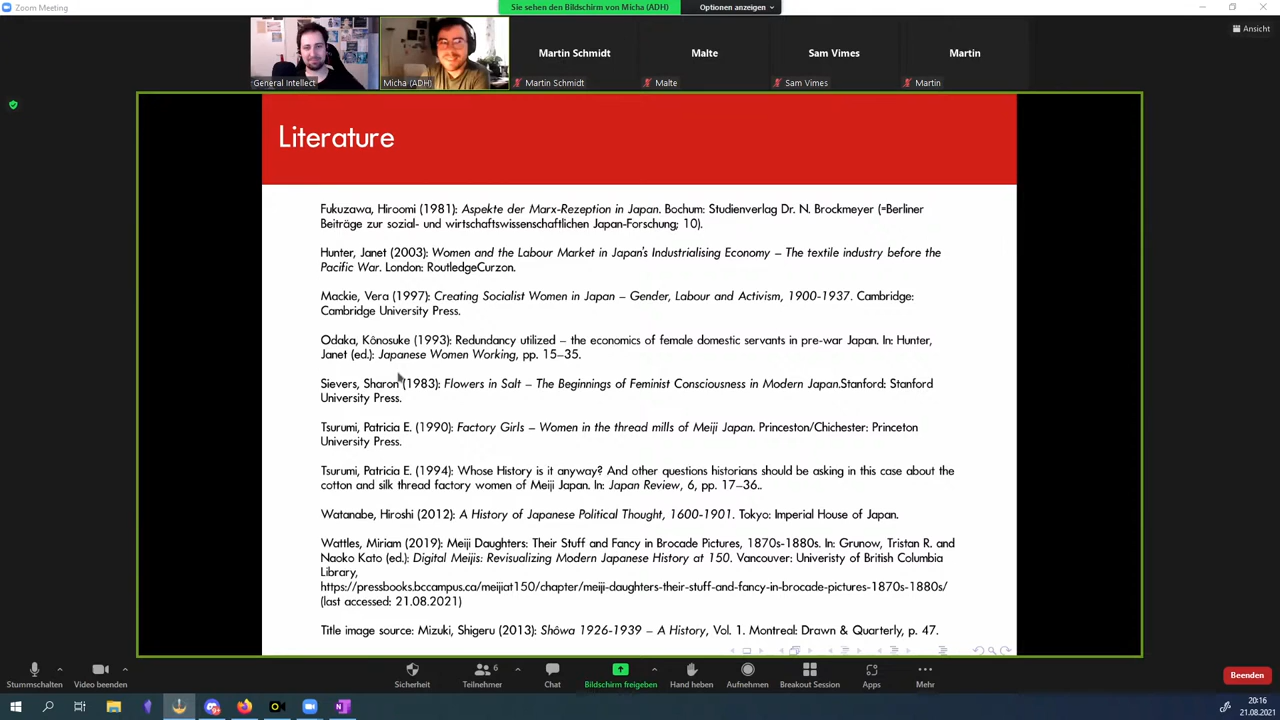 Zoom Meeting
Sie sehen den Bildschirm von Micha (ADH)
Optionen anzeigen
Ansicht
General Intellect
Micha (ADH)
Martin Schmidt
Martin Schmidt
Malte
Malte
Sam Vimes
Sam Vimes
Martin
Martin
Literature
Fukuzawa, Hiroomi (1981): Aspekte der Marx-Rezeption in Japan. Bochum: Studienverlag Dr. N. Brockmeyer (=Berliner
Beiträge zur sozial- und wirtschaftswissenschaftlichen Japan-Forschung; 10).
Hunter, Janet (2003): Women and the Labour Market in Japan's Industrialising Economy – The textile industry before the
Pacific War. London: RoutledgeCurzon.
Mackie, Vera (1997): Creating Socialist Women in Japan – Gender, Labour and Activism, 1900-1937. Cambridge:
Cambridge University Press.
Odaka, Kônosuke (1993): Redundancy utilized – the economics of female domestic servants in pre-war Japan. In: Hunter,
Janet (ed.): Japanese Women Working, pp. 15–35.
Sievers, Sharon (1983): Flowers in Salt – The Beginnings of Feminist Consciousness in Modern Japan.Stanford: Stanford
University Press.
Tsurumi, Patricia E. (1990): Factory Girls – Women in the thread mills of Meiji Japan. Princeston/Chichester: Princeton
University Press.
Tsurumi, Patricia E. (1994): Whose History is it anyway? And other questions historians should be asking in this case about the
cotton and silk thread factory women of Meiji Japan. In: Japan Review, 6, pp. 17–36..
Watanabe, Hiroshi (2012): A History of Japanese Political Thought, 1600-1901. Tokyo: Imperial House of Japan.
Wattles, Miriam (2019): Meiji Daughters: Their Stuff and Fancy in Brocade Pictures, 1870s-1880s. In: Grunow, Tristan R. and
Naoko Kato (ed.): Digital Meijis: Revisualizing Modern Japanese History at 150. Vancouver: Univeristy of British Columbia
Library,
https://pressbooks.bccampus.ca/meijiat150/chapter/meiji-daughters-their-stuff-and-fancy-in-brocade-pictures-1870s-1880s/
(last accessed: 21.08.2021)
Title image source: Mizuki, Shigeru (2013): Shôwa 1926-1939 – A History, Vol. 1. Montreal: Drawn & Quarterly, p. 47.
Stummschalten
Video beenden
Sicherheit
6
Teilnehmer
Chat
Bildschirm freigeben
Hand heben
Aufnehmen
Breakout Session
Apps
Mehr
Beenden
20:16
21.08.2021